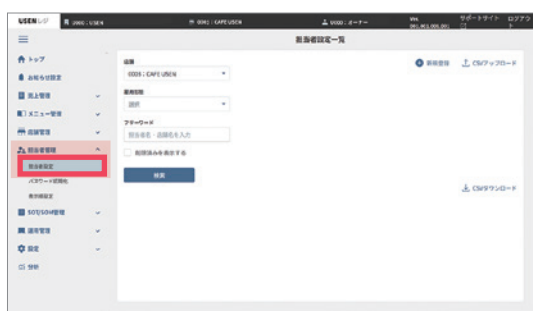 USENレジ
0000 : USEN
0001 : CAFE USEN
0000 : オーナー
Ver.
サポートサイト
ログアウト
担当者設定一覧
トップ
お知らせ設定
売上管理
メニュー管理
店舗管理
担当者管理
担当者設定
パスワード初期化
表示順設定
SOT/SOM管理
運用管理
設定
分析
店舗
0001 : CAFE USEN
雇用形態
選択
フリーワード
担当者名・店舗名を入力
削除済みを表示する
検索
新規登録
CSVアップロード
CSVダウンロード